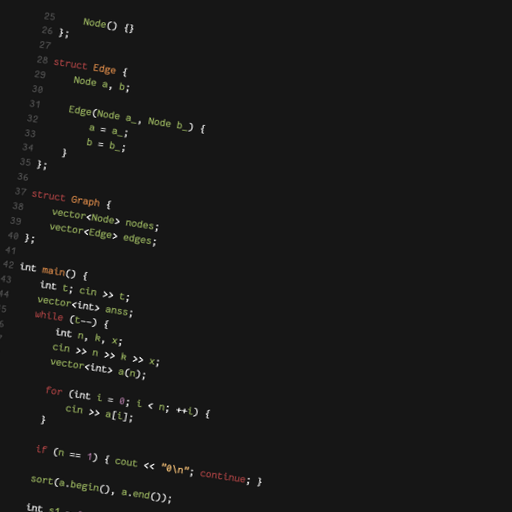 25 Node() {}
26 };
27
28 struct Edge {
29 Node a, b;
30
31 Edge(Node a_, Node b_) {
32 a = a_;
33 b = b_;
34 }
35 };
36
37 struct Graph {
38 vector<Node> nodes;
39 vector<Edge> edges;
40 };
41
42 int main() {
43 int t; cin >> t;
44 vector<int> anss;
while (t--) {
int n, k, x;
cin >> n >> k >> x;
vector<int> a(n);
for (int i = 0; i < n; ++i) {
cin >> a[i];
}
if (n == 1) { cout << "0\n"; continue; }
sort(a.begin(), a.end());
int